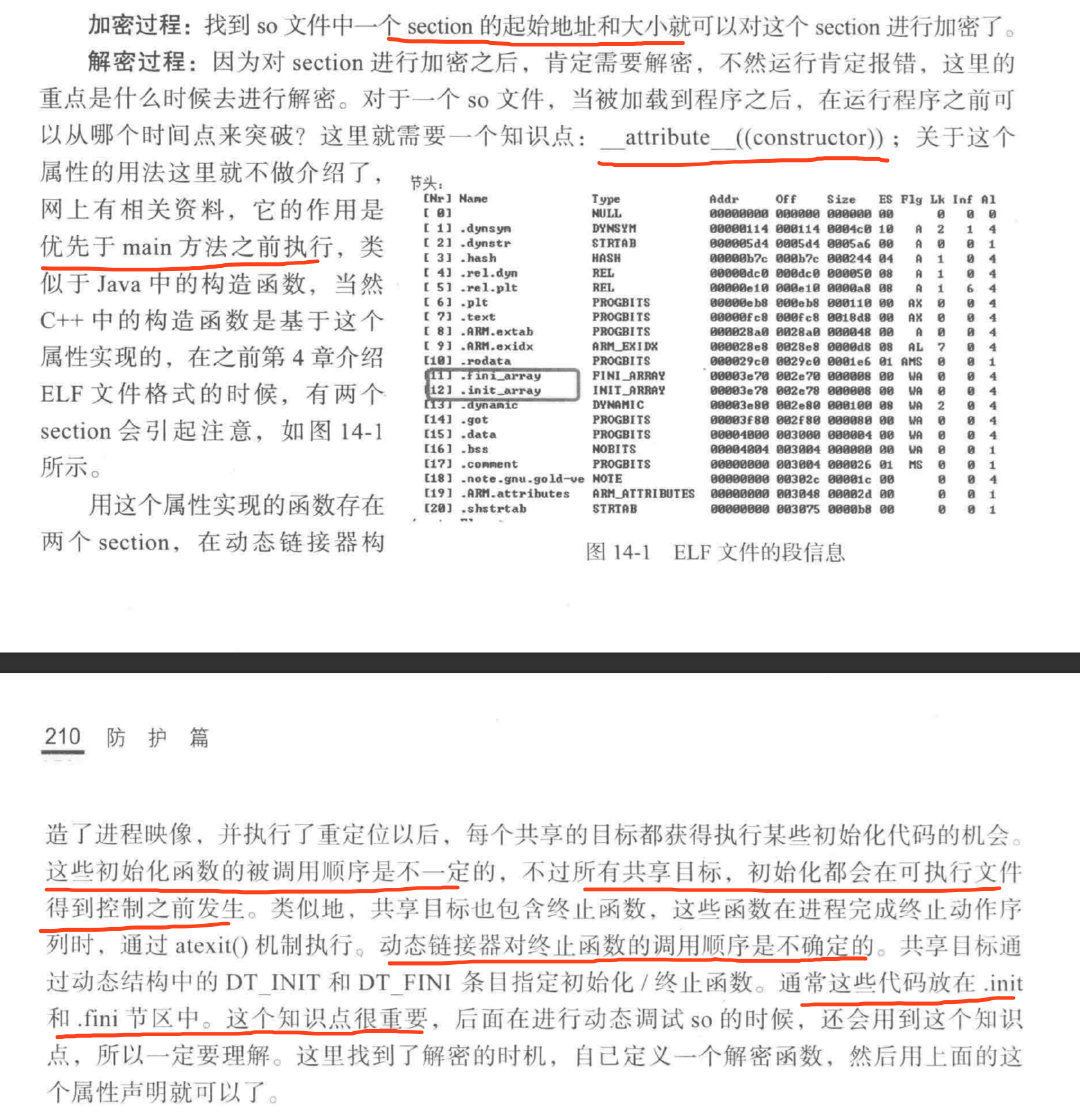 加密过程：找到 so 文件中一个 section 的起始地址和大小就可以对这个 section 进行加密了。
解密过程：因为对 section 进行加密之后，肯定需要解密，不然运行肯定报错，这里的
重点是什么时候去进行解密。对于一个 so 文件，当被加载到程序之后，在运行程序之前可
以从哪个时间点来突破？这里就需要一个知识点：__attribute__((constructor))；关于这个
属性的用法这里就不做介绍了，
网上有相关资料，它的作用是
优先于 main 方法之前执行，类
似于 Java 中的构造函数，当然
C++ 中的构造函数是基于这个
属性实现的，在之前第 4 章介绍
ELF 文件格式的时候，有两个
section 会引起注意，如图 14-1
所示。
用这个属性实现的函数存在
两个 section，在动态链接器构
节头：
[Nr] Name Type Addr Off Size ES Flg Lk Inf Al
[ 0] NULL 00000000 000000 000000 00 0 0 0
[ 1] .dynsym DYNSYM 00000114 000114 0004c0 10 A 2 1 4
[ 2] .dynstr STRTAB 000005d4 0005d4 0005a6 00 A 0 0 1
[ 3] .hash HASH 00000b7c 000b7c 000244 04 A 1 0 4
[ 4] .rel.dyn REL 00000dc0 000dc0 000050 08 A 1 0 4
[ 5] .rel.plt REL 00000e10 000e10 0000a8 08 A 1 6 4
[ 6] .plt PROGBITS 00000eb8 000eb8 000110 00 AX 0 0 4
[ 7] .text PROGBITS 00000fc8 000fc8 0018d8 00 AX 0 0 4
[ 8] .ARM.extab PROGBITS 000028a0 0028a0 000048 00 A 0 0 4
[ 9] .ARM.exidx ARM_EXIDX 000028e8 0028e8 0000d8 08 AL 7 0 4
[10] .rodata PROGBITS 000029c0 0029c0 0001e6 01 AMS 0 0 1
[11] .fini_array FINI_ARRAY 00003e70 002e70 000008 00 WA 0 0 4
[12] .init_array INIT_ARRAY 00003e78 002e78 000008 00 WA 0 0 4
[13] .dynamic DYNAMIC 00003e80 002e80 000100 08 WA 2 0 4
[14] .got PROGBITS 00003f80 002f80 000080 00 WA 0 0 4
[15] .data PROGBITS 00004000 003000 000004 00 WA 0 0 4
[16] .bss NOBITS 00004004 003004 000000 00 WA 0 0 1
[17] .comment PROGBITS 00000000 003004 000026 01 MS 0 0 1
[18] .note.gnu.gold-ve NOTE 00000000 00302c 00001c 00 0 0 4
[19] .ARM.attributes ARM_ATTRIBUTES 00000000 003048 00002d 00 0 0 1
[20] .shstrtab STRTAB 00000000 003075 0000b8 00 0 0 1
图 14-1 ELF 文件的段信息
210 防 护 篇
造了进程映像，并执行了重定位以后，每个共享的目标都获得执行某些初始化代码的机会。
这些初始化函数的被调用顺序是不一定的，不过所有共享目标，初始化都会在可执行文件
得到控制之前发生。类似地，共享目标也包含终止函数，这些函数在进程完成终止动作序
列时，通过 atexit() 机制执行。动态链接器对终止函数的调用顺序是不确定的。共享目标通
过动态结构中的 DT_INIT 和 DT_FINI 条目指定初始化 / 终止函数。通常这些代码放在 .init
和 .fini 节区中。这个知识点很重要，后面在进行动态调试 so 的时候，还会用到这个知识
点，所以一定要理解。这里找到了解密的时机，自己定义一个解密函数，然后用上面的这
个属性声明就可以了。